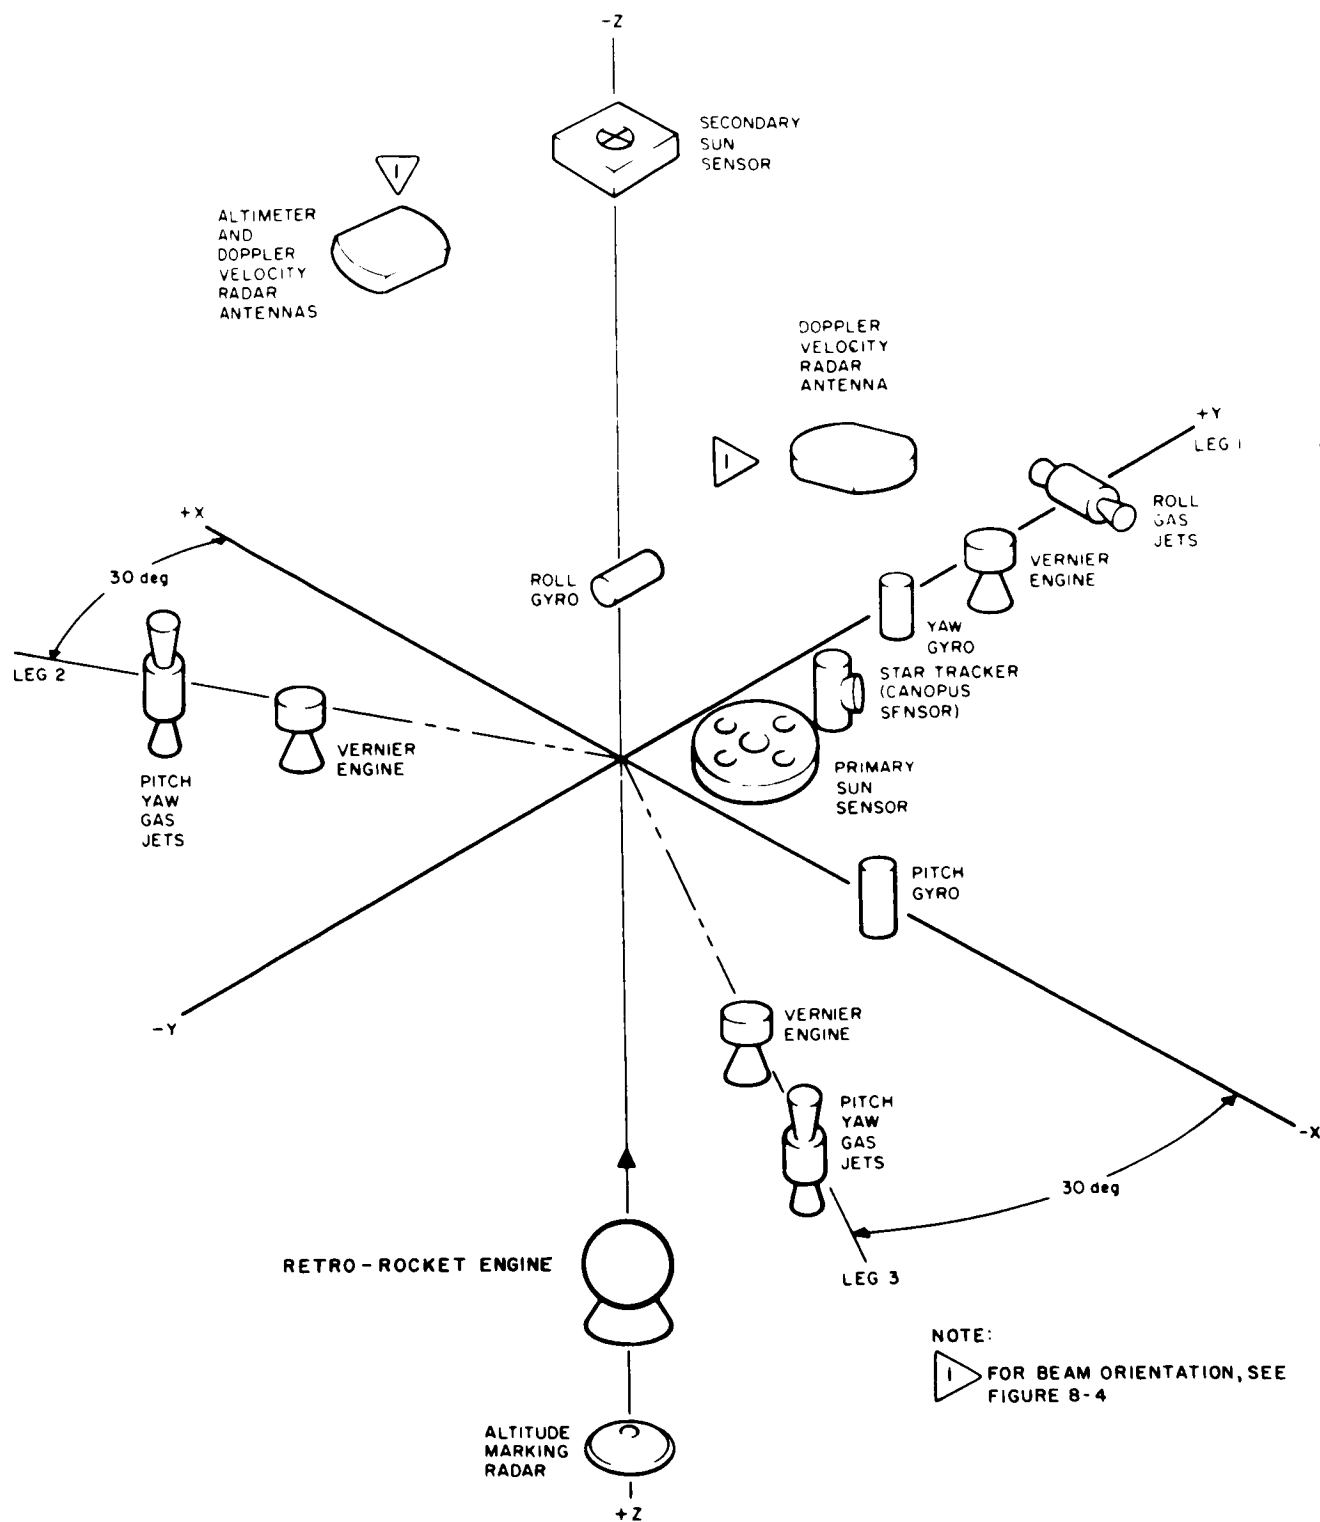 -Z
SECONDARY
SUN
SENSOR
1
ALTIMETER
AND
DOPPLER
VELOCITY
RADAR
ANTENNAS
DOPPLER
VELOCITY
RADAR
ANTENNA
1
+Y
LEG 1
ROLL
GAS
JETS
+X
30 deg
ROLL
GYRO
VERNIER
ENGINE
YAW
GYRO
LEG 2
STAR TRACKER
(CANOPUS
SENSOR)
VERNIER
ENGINE
PITCH
YAW
GAS
JETS
PRIMARY
SUN
SENSOR
PITCH
GYRO
-Y
VERNIER
ENGINE
PITCH
YAW
GAS
JETS
-X
30 deg
RETRO-ROCKET ENGINE
LEG 3
NOTE:
1 FOR BEAM ORIENTATION, SEE
FIGURE 8-4
ALTITUDE
MARKING
RADAR
+Z